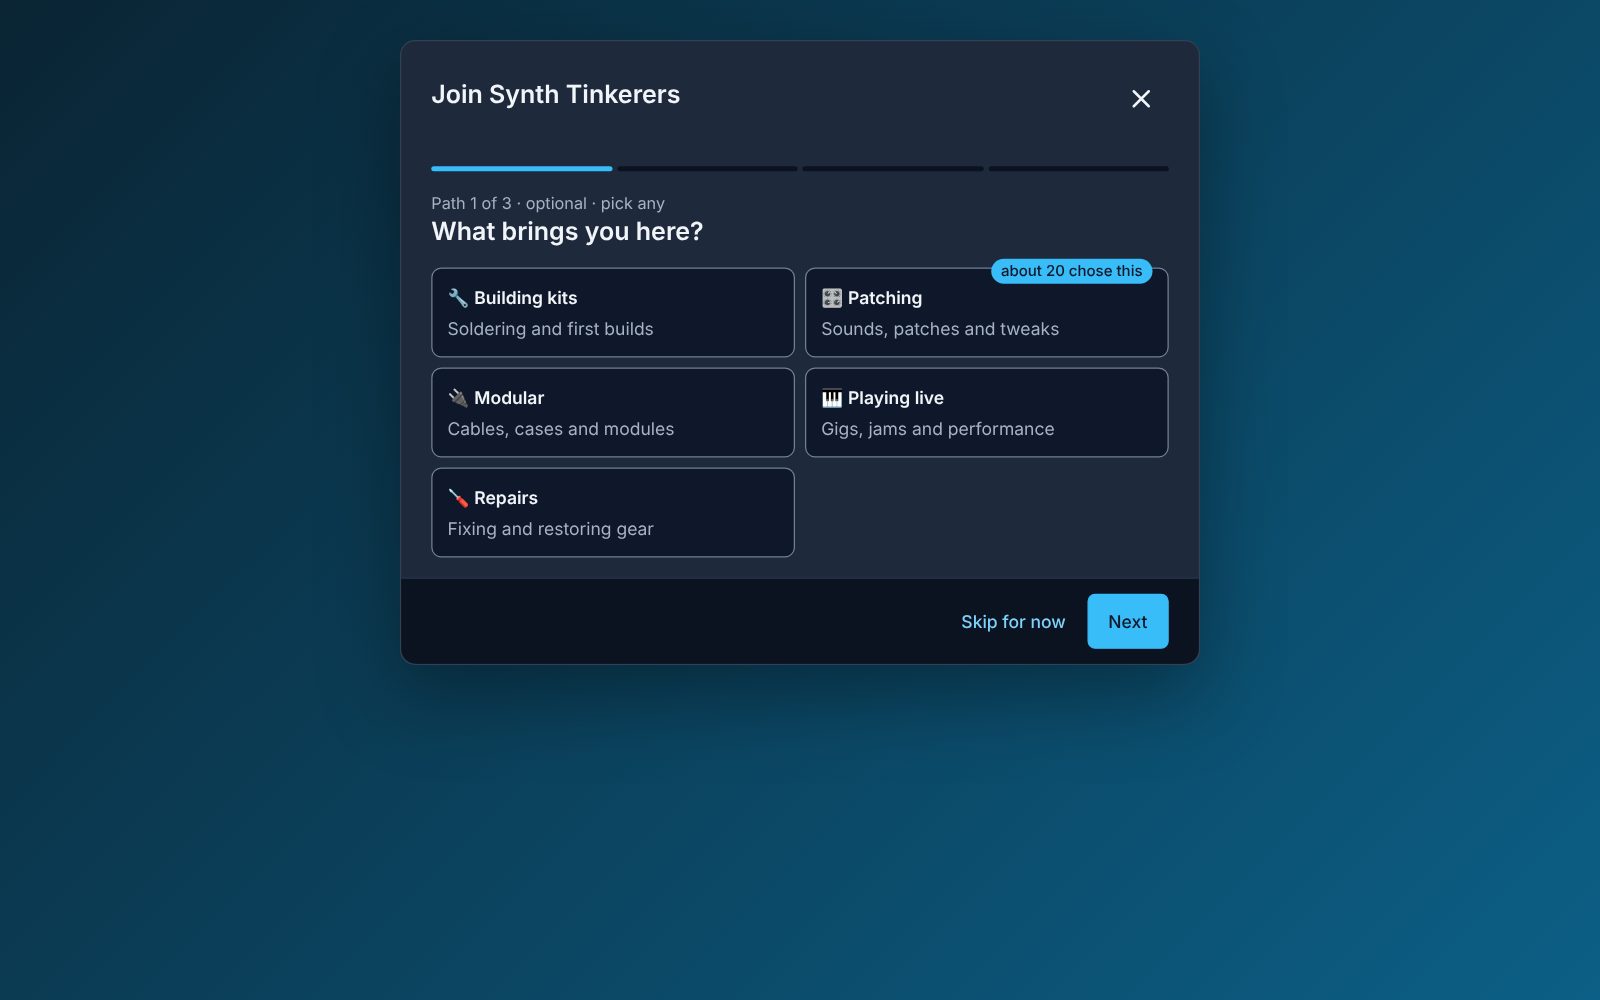 Join Synth Tinkerers
Path 1 of 3 · optional · pick any
What brings you here?
Building kits
Soldering and first builds
about 20 chose this
Patching
Sounds, patches and tweaks
Modular
Cables, cases and modules
Playing live
Gigs, jams and performance
Repairs
Fixing and restoring gear
Skip for now
Next